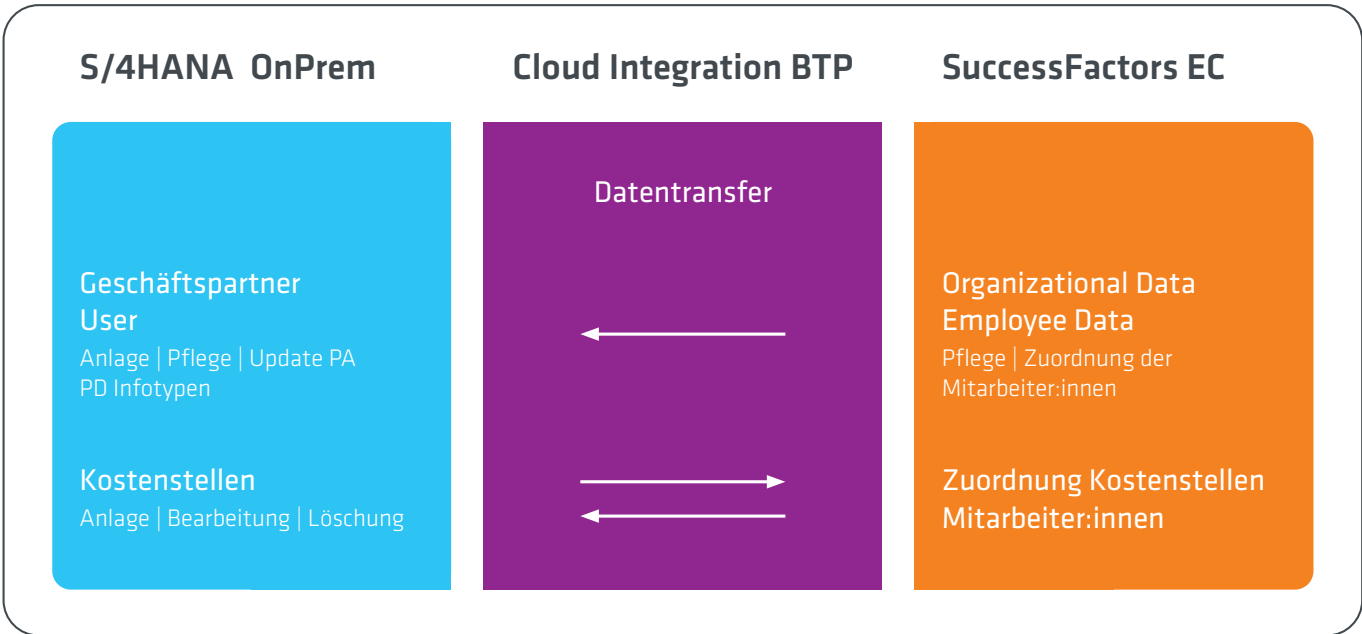 S/4HANA OnPrem
Cloud Integration BTP
SuccessFactors EC
Datentransfer
Geschäftspartner
User
Anlage | Pflege | Update PA
PD Infotypen
Organizational Data
Employee Data
Pflege | Zuordnung der
Mitarbeiter:innen
Kostenstellen
Anlage | Bearbeitung | Löschung
Zuordnung Kostenstellen
Mitarbeiter:innen